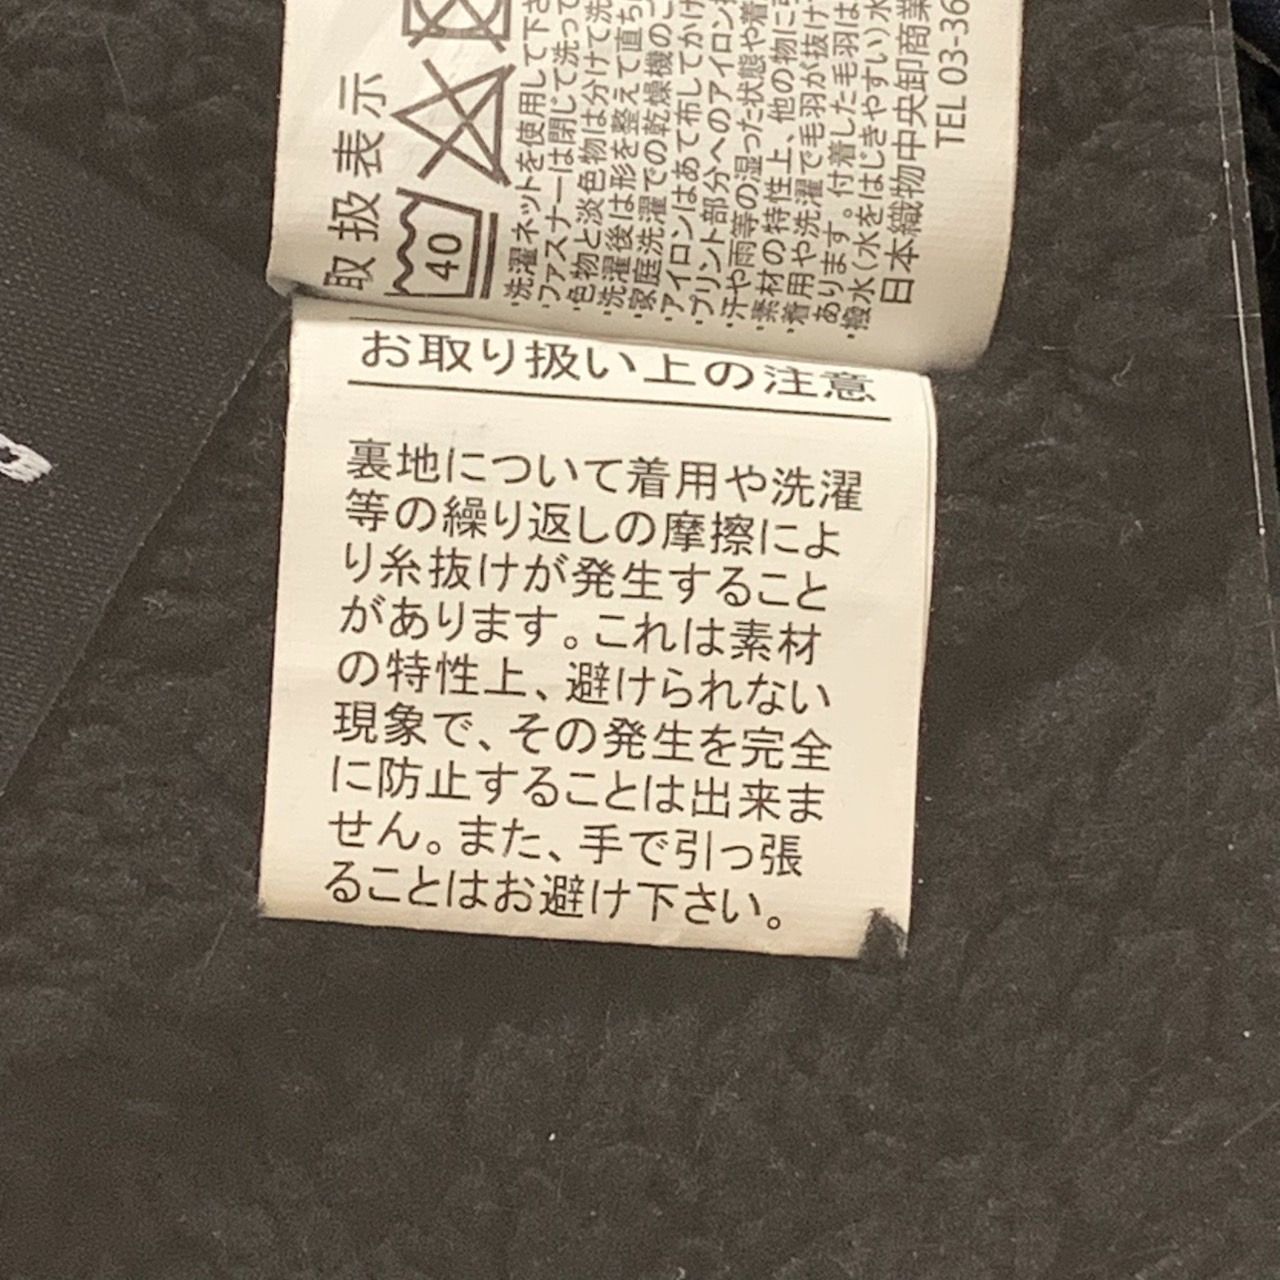 取扱表示
40
・洗濯ネットを使用して下さ
・ファスナーは閉じて洗って
・色物と淡色物は分けて洗
・洗濯後は形を整えて直ち
・家庭洗濯での乾燥機のご
・アイロンはあて布してかけ
・プリント部分へのアイロン
・汗や雨等の湿った状態や着
・素材の特性上、他の物に
・着用や洗濯で毛羽が抜け
あります。付着した毛羽は
・撥水（水をはじきやすい）水
日本織物中央卸商業
TEL 03-36
お取り扱い上の注意
裏地について着用や洗濯
等の繰り返しの摩擦によ
り糸抜けが発生すること
があります。これは素材
の特性上、避けられない
現象で、その発生を完全
に防止することは出来ま
せん。また、手で引っ張
ることはお避け下さい。